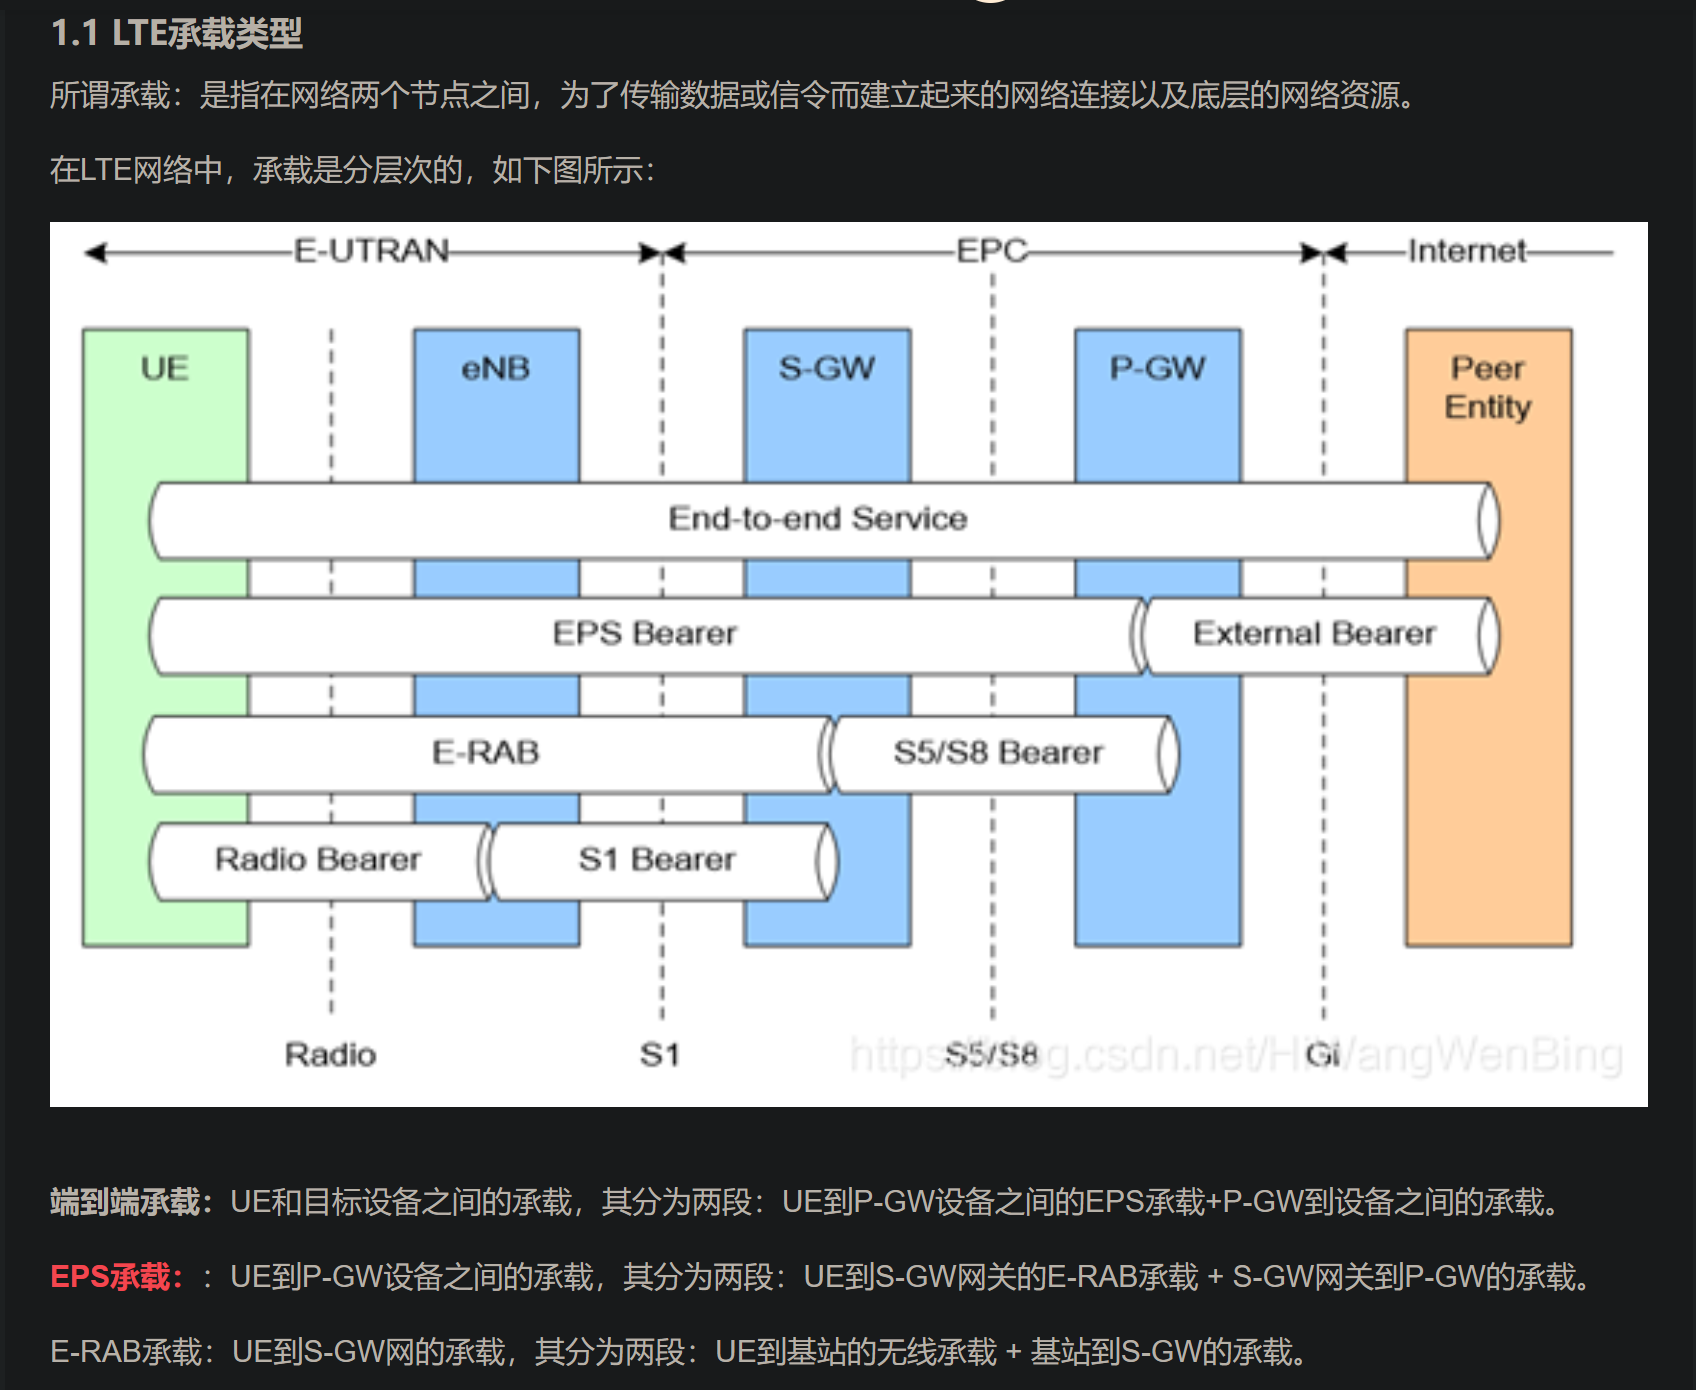 1.1 LTE承载类型
所谓承载：是指在网络两个节点之间，为了传输数据或信令而建立起来的网络连接以及底层的网络资源。
在LTE网络中，承载是分层次的，如下图所示：
E-UTRAN EPC Internet
UE eNB S-GW P-GW Peer
Entity
End-to-end Service
EPS Bearer External Bearer
E-RAB S5/S8 Bearer
Radio Bearer S1 Bearer
Radio S1 S5/S8 Gi
https://blog.csdn.net/HiWangWenBing
端到端承载：UE和目标设备之间的承载，其分为两段：UE到P-GW设备之间的EPS承载+P-GW到设备之间的承载。
EPS承载：：UE到P-GW设备之间的承载，其分为两段：UE到S-GW网关的E-RAB承载 + S-GW网关到P-GW的承载。
E-RAB承载：UE到S-GW网的承载，其分为两段：UE到基站的无线承载 + 基站到S-GW的承载。